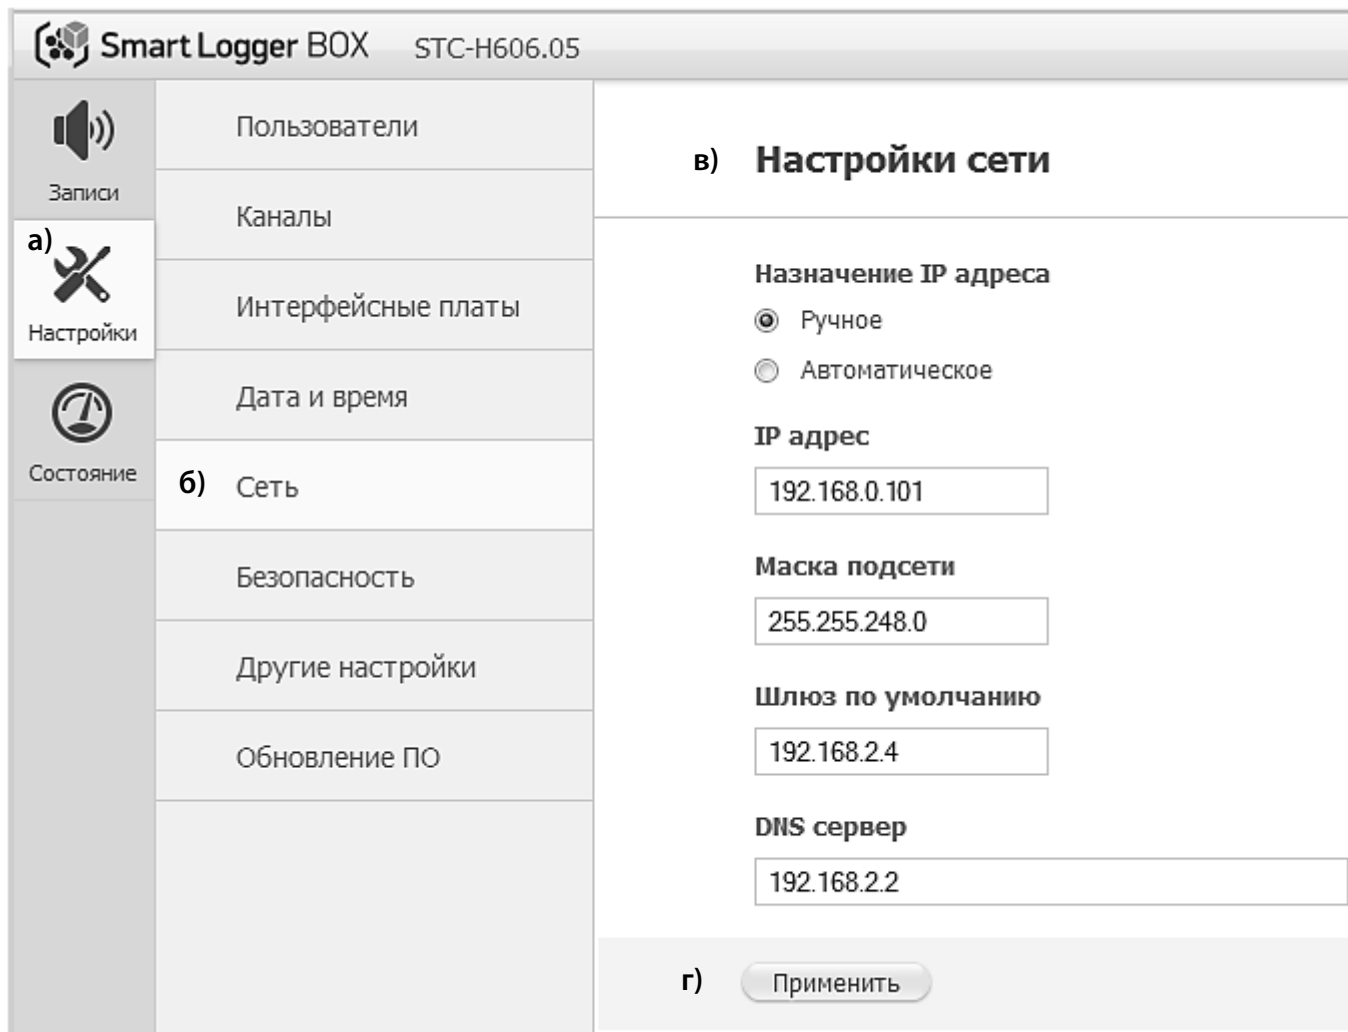 Smart Logger BOX STC-H606.05
Записи
а)
Настройки
Состояние
Пользователи
Каналы
Интерфейсные платы
Дата и время
б) Сеть
Безопасность
Другие настройки
Обновление ПО
в) Настройки сети
Назначение IP адреса
Ручное
Автоматическое
IP адрес
192.168.0.101
Маска подсети
255.255.248.0
Шлюз по умолчанию
192.168.2.4
DNS сервер
192.168.2.2
г) Применить